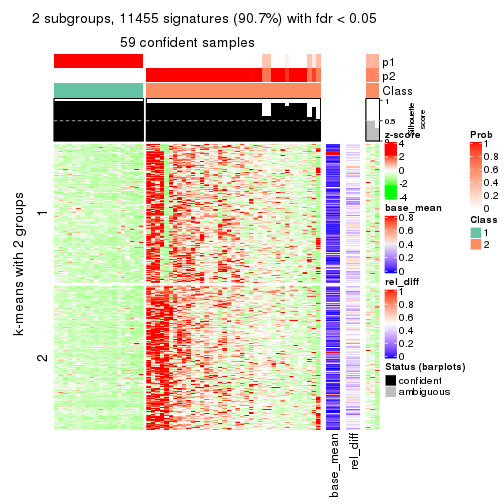 2 subgroups, 11455 signatures (90.7%) with fdr < 0.05
59 confident samples
p1
p2
Class
1
0.5
0
Silhouette score
k-means with 2 groups
1
2
base_mean
rel_diff
z-score
4
2
0
-2
-4
base_mean
0.8
0.6
0.4
0.2
0
rel_diff
1
0.8
0.6
0.4
0.2
0
Status (barplots)
confident
ambiguous
Prob
1
0.8
0.6
0.4
0.2
0
Class
1
2